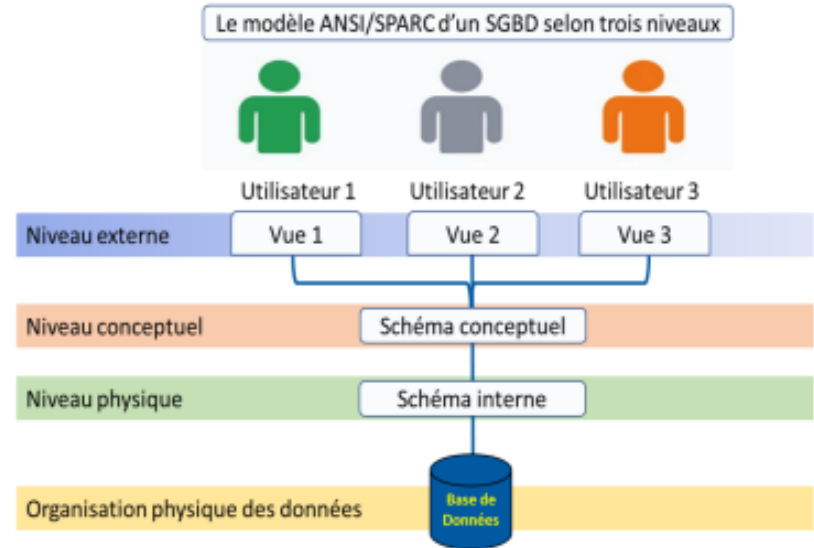 Le modèle ANSI/SPARC d'un SGBD selon trois niveaux
Utilisateur 1 Utilisateur 2 Utilisateur 3
Niveau externe Vue 1 Vue 2 Vue 3
Niveau conceptuel Schéma conceptuel
Niveau physique Schéma interne
Organisation physique des données Base de
Données